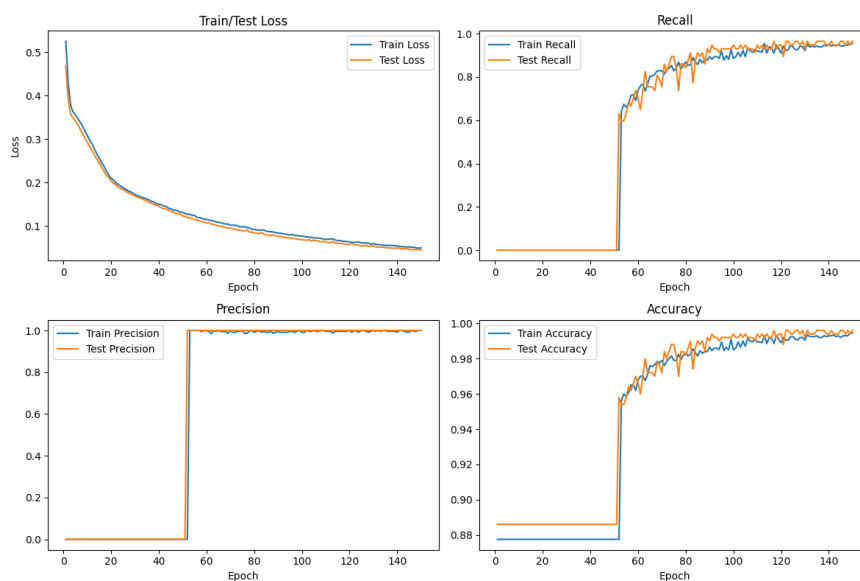 Train/Test Loss
Train Loss
Test Loss
Loss
0.5
0.4
0.3
0.2
0.1
0 20 40 60 80 100 120 140
Epoch
Recall
Train Recall
Test Recall
1.0
0.8
0.6
0.4
0.2
0.0
0 20 40 60 80 100 120 140
Epoch
Precision
Train Precision
Test Precision
1.0
0.8
0.6
0.4
0.2
0.0
0 20 40 60 80 100 120 140
Epoch
Accuracy
Train Accuracy
Test Accuracy
1.00
0.98
0.96
0.94
0.92
0.90
0.88
0 20 40 60 80 100 120 140
Epoch